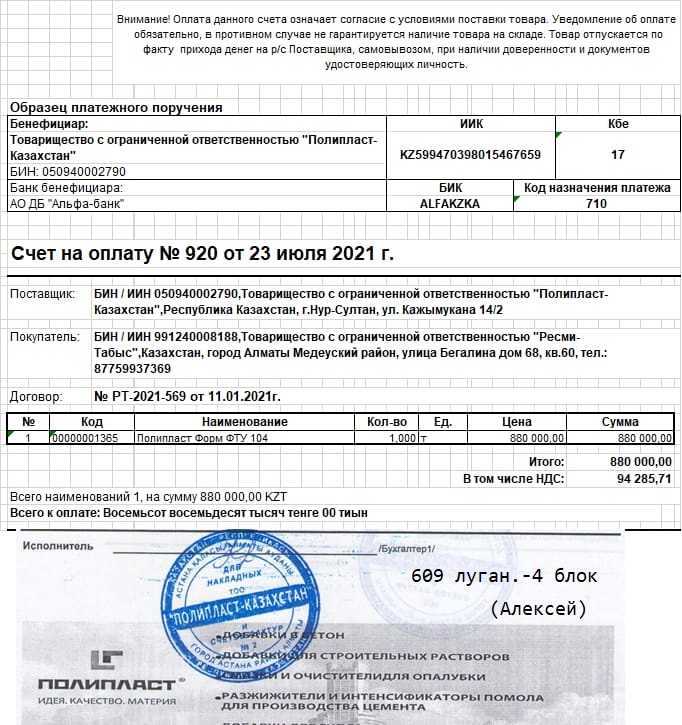 Внимание! Оплата данного счета означает согласие с условиями поставки товара. Уведомление об оплате
обязательно, в противном случае не гарантируется наличие товара на складе. Товар отпускается по
факту прихода денег на р/с Поставщика, самовывозом, при наличии доверенности и документов
удостоверяющих личность.
Образец платежного поручения
Бенефициар: ИИК Кбе
Товарищество с ограниченной ответственностью "Полипласт-
Казахстан" KZ599470398015467659 17
БИН: 050940002790
Банк бенефициара: БИК Код назначения платежа
АО ДБ "Альфа-банк" ALFAKZKA 710
Счет на оплату № 920 от 23 июля 2021 г.
Поставщик: БИН / ИИН 050940002790,Товарищество с ограниченной ответственностью "Полипласт-
Казахстан",Республика Казахстан, г.Нур-Султан, ул. Кажымукана 14/2
Покупатель: БИН / ИИН 991240008188,Товарищество с ограниченной ответственностью "Ресми-
Табыс",Казахстан, город Алматы Медеуский район, улица Бегалина дом 68, кв.60, тел.:
87759937369
Договор: № РТ-2021-569 от 11.01.2021г.
№ Код Наименование Кол-во Ед. Цена Сумма
1 00000001365 Полипласт Форм ФТУ 104 1,000 т 880 000,00 880 000,00
Итого: 880 000,00
В том числе НДС: 94 285,71
Всего наименований 1, на сумму 880 000,00 KZT
Всего к оплате: Восемьсот восемьдесят тысяч тенге 00 тиын
Исполнитель /Бухгалтер1/
609 луган.-4 блок
(Алексей)
ДЛЯ
НАКЛАДНЫХ
ТОО
"ПОЛИПЛАСТ-КАЗАХСТАН"
И
СЧЕТ-ФАКТУР
№ 2
ДОБАВКИ В БЕТОН
ДОБАВКИ ДЛЯ СТРОИТЕЛЬНЫХ РАСТВОРОВ
СМАЗКИ И ОЧИСТИТЕЛИ ДЛЯ ОПАЛУБКИ
ПОЛИПЛАСТ®
ИДЕЯ. КАЧЕСТВО. МАТЕРИЯ
РАЗЖИЖИТЕЛИ И ИНТЕНСИФИКАТОРЫ ПОМОЛА
ДЛЯ ПРОИЗВОДСТВА ЦЕМЕНТА